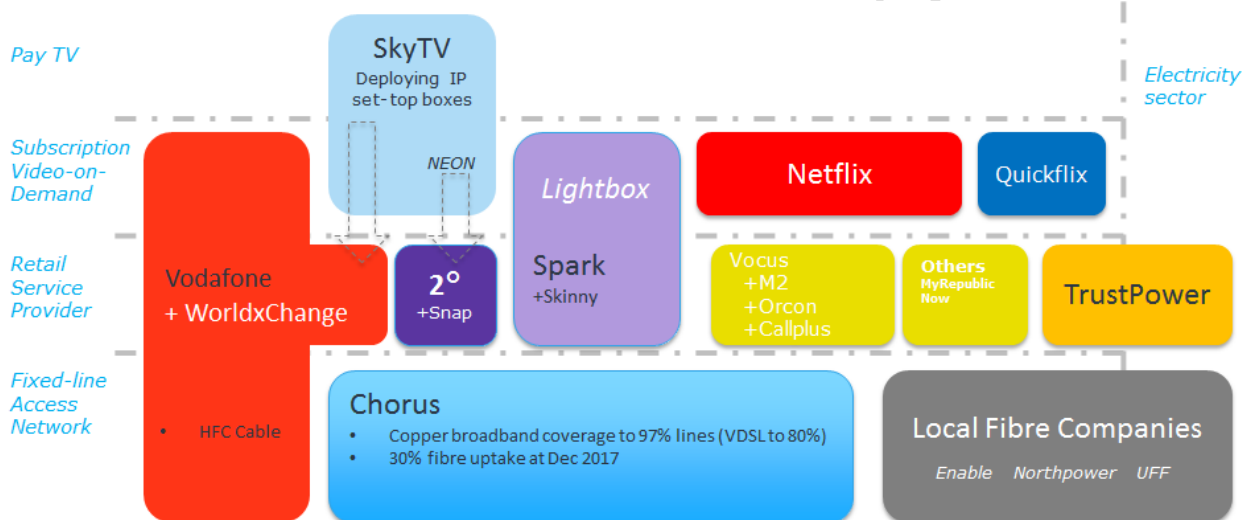 Pay TV
SkyTV
Deploying IP
set-top boxes
Electricity
sector
Subscription
Video-on-
Demand
NEON
Lightbox
Netflix
Quickflix
Retail
Service
Provider
Vodafone
+ WorldxChange
2°
+Snap
Spark
+Skinny
Vocus
+M2
+Orcon
+Callplus
Others
MyRepublic
Now
TrustPower
Fixed-line
Access
Network
• HFC Cable
Chorus
• Copper broadband coverage to 97% lines (VDSL to 80%)
• 30% fibre uptake at Dec 2017
Local Fibre Companies
Enable Northpower UFF